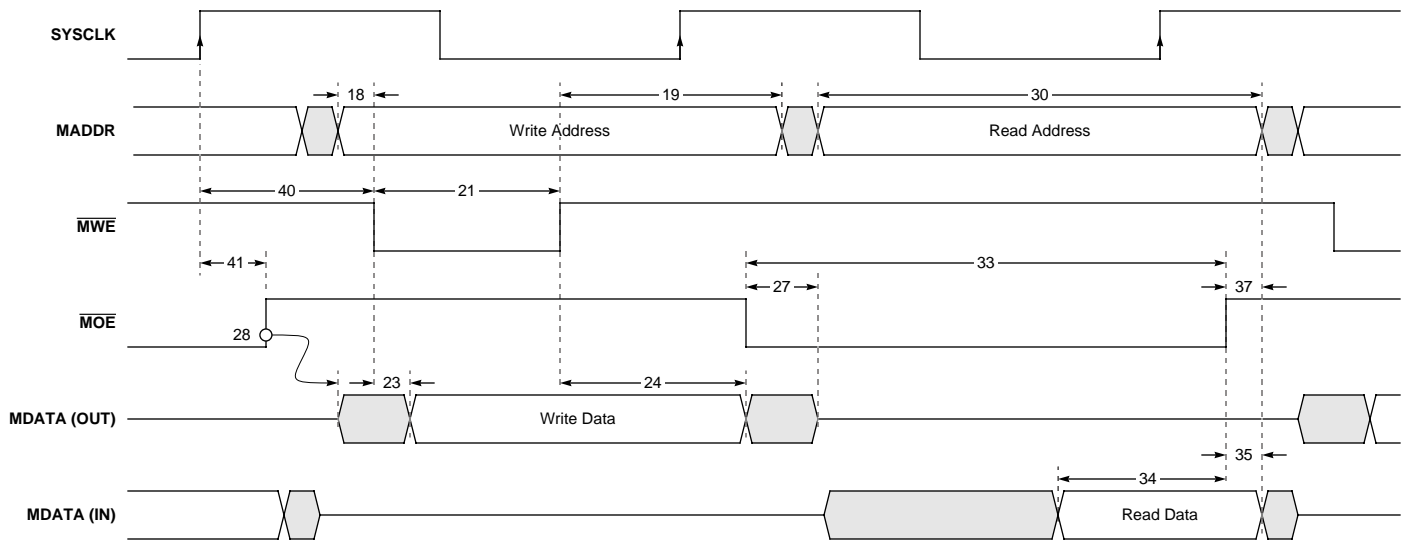 SYSCLK
18 19 30
MADDR Write Address Read Address
40 21
MWE
41 33
27 37
MOE
28
23 24
MDATA (OUT) Write Data
35
34
MDATA (IN) Read Data